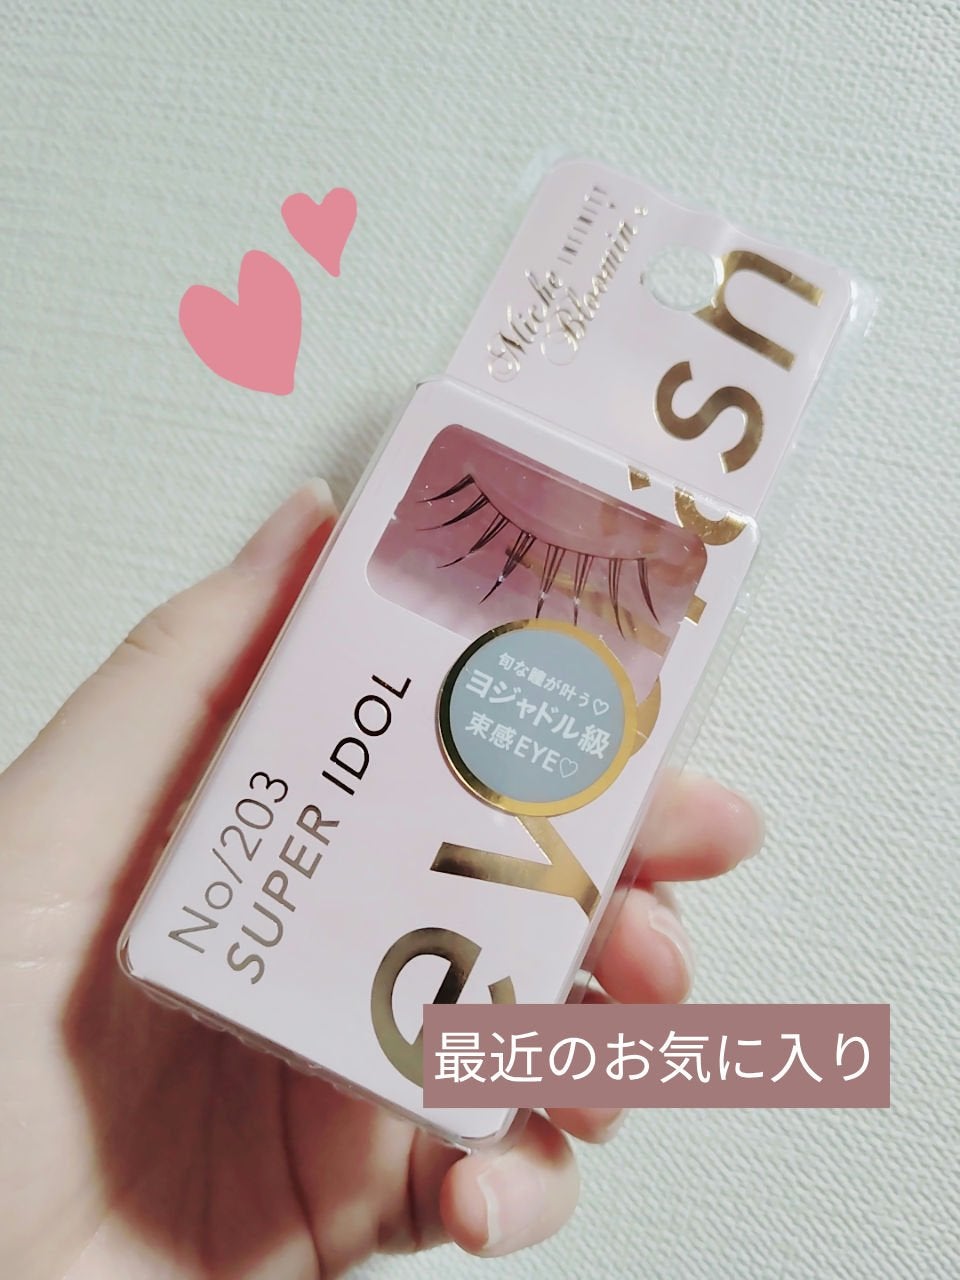 Miche
Bloomin's
INFINITY
eyelash
旬な瞳が叶う♡
ヨジャドル級
束感EYE♡
No/203
SUPER IDOL
最近のお気に入り